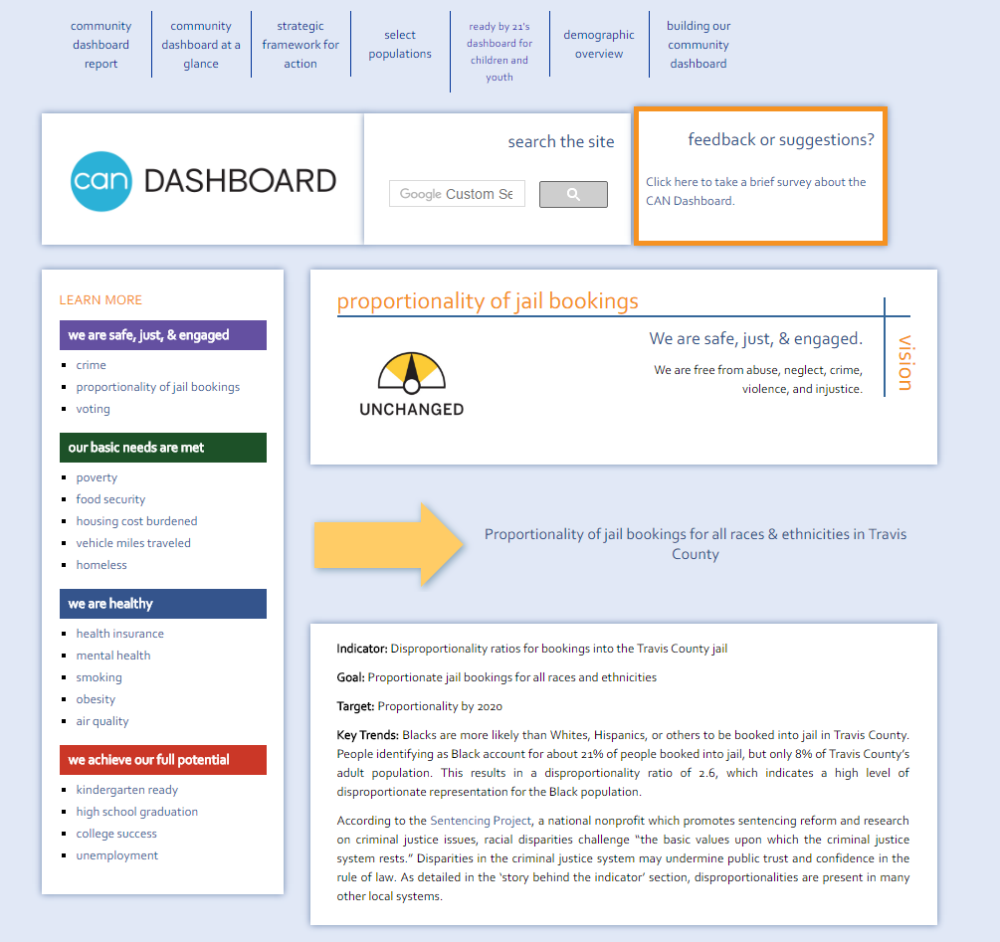 community
dashboard
report
community
dashboard at a
glance
strategic
framework for
action
select
populations
ready by 21's
dashboard for
children and
youth
demographic
overview
building our
community
dashboard
can DASHBOARD
search the site
Google Custom Se
feedback or suggestions?
Click here to take a brief survey about the
CAN Dashboard.
LEARN MORE
we are safe, just, & engaged
crime
proportionality of jail bookings
voting
our basic needs are met
poverty
food security
housing cost burdened
vehicle miles traveled
homeless
we are healthy
health insurance
mental health
smoking
obesity
air quality
we achieve our full potential
kindergarten ready
high school graduation
college success
unemployment
proportionality of jail bookings
UNCHANGED
We are safe, just, & engaged.
We are free from abuse, neglect, crime,
violence, and injustice.
vision
Proportionality of jail bookings for all races & ethnicities in Travis
County
Indicator: Disproportionality ratios for bookings into the Travis County jail
Goal: Proportionate jail bookings for all races and ethnicities
Target: Proportionality by 2020
Key Trends: Blacks are more likely than Whites, Hispanics, or others to be booked into jail in Travis County.
People identifying as Black account for about 21% of people booked into jail, but only 8% of Travis County's
adult population. This results in a disproportionality ratio of 2.6, which indicates a high level of
disproportionate representation for the Black population.
According to the Sentencing Project, a national nonprofit which promotes sentencing reform and research
on criminal justice issues, racial disparities challenge “the basic values upon which the criminal justice
system rests.” Disparities in the criminal justice system may undermine public trust and confidence in the
rule of law. As detailed in the ‘story behind the indicator’ section, disproportionalities are present in many
other local systems.